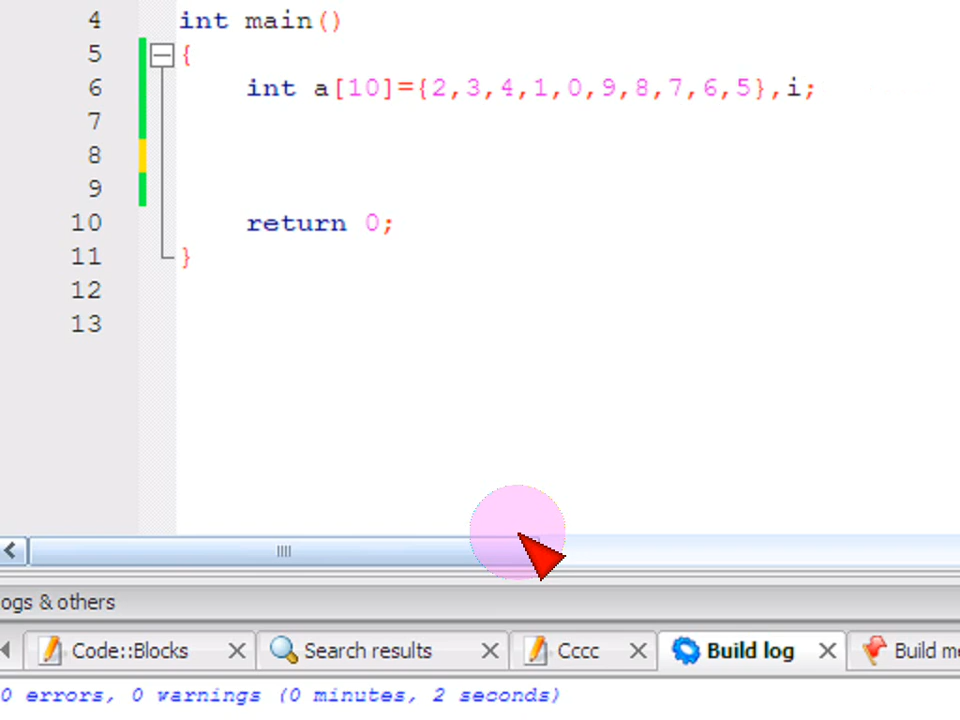 4 int main()
5 {
6 int a[10]={2,3,4,1,0,9,8,7,6,5},i;
7
8
9
10 return 0;
11 }
12
13
ogs & others
Code::Blocks Search results Cccc Build log Build me
0 errors, 0 warnings (0 minutes, 2 seconds)